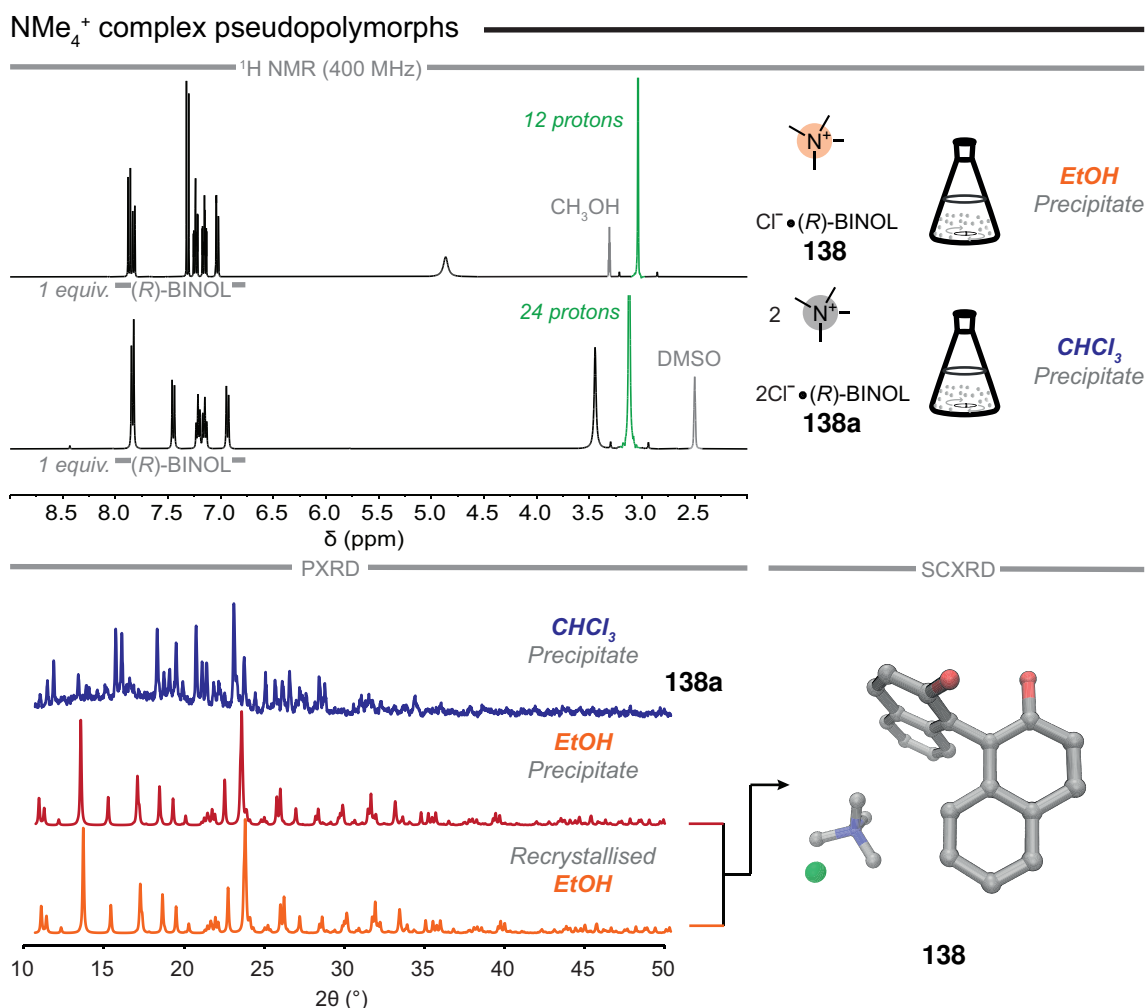 NMe₄⁺ complex pseudopolymorphs
¹H NMR (400 MHz)
12 protons
CH₃OH
1 equiv. (R)-BINOL
N⁺
Cl⁻•(R)-BINOL
138
EtOH
Precipitate
24 protons
DMSO
1 equiv. (R)-BINOL
2 N⁺
2Cl⁻•(R)-BINOL
138a
CHCl₃
Precipitate
8.5 8.0 7.5 7.0 6.5 6.0 5.5 5.0 4.5 4.0 3.5 3.0 2.5
δ (ppm)
PXRD
SCXRD
CHCl₃
Precipitate
138a
EtOH
Precipitate
Recrystallised
EtOH
138
10 15 20 25 30 35 40 45 50
2θ (°)